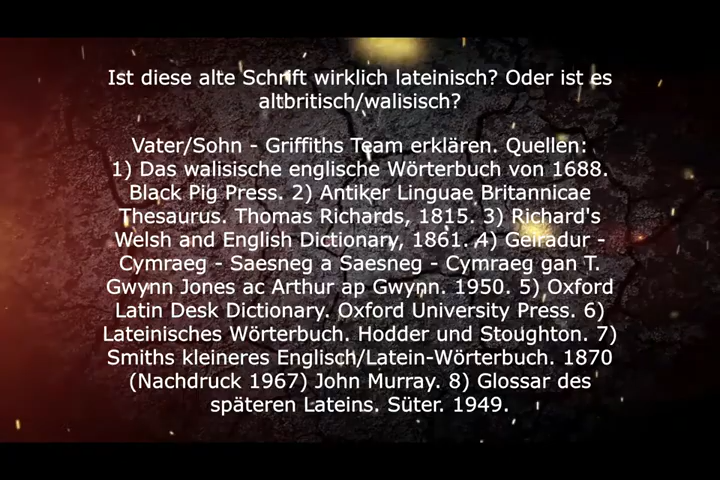 Ist diese alte Schrift wirklich lateinisch? Oder ist es
altbritisch/walisisch?
Vater/Sohn - Griffiths Team erklären. Quellen:
1) Das walisische englische Wörterbuch von 1688.
Black Pig Press. 2) Antiker Linguae Britannicae
Thesaurus. Thomas Richards, 1815. 3) Richard's
Welsh and English Dictionary, 1861. 4) Geiradur -
Cymraeg - Saesneg a Saesneg - Cymraeg gan T.
Gwynn Jones ac Arthur ap Gwynn. 1950. 5) Oxford
Latin Desk Dictionary. Oxford University Press. 6)
Lateinisches Wörterbuch. Hodder und Stoughton. 7)
Smiths kleineres Englisch/Latein-Wörterbuch. 1870
(Nachdruck 1967) John Murray. 8) Glossar des
späteren Lateins. Süter. 1949.